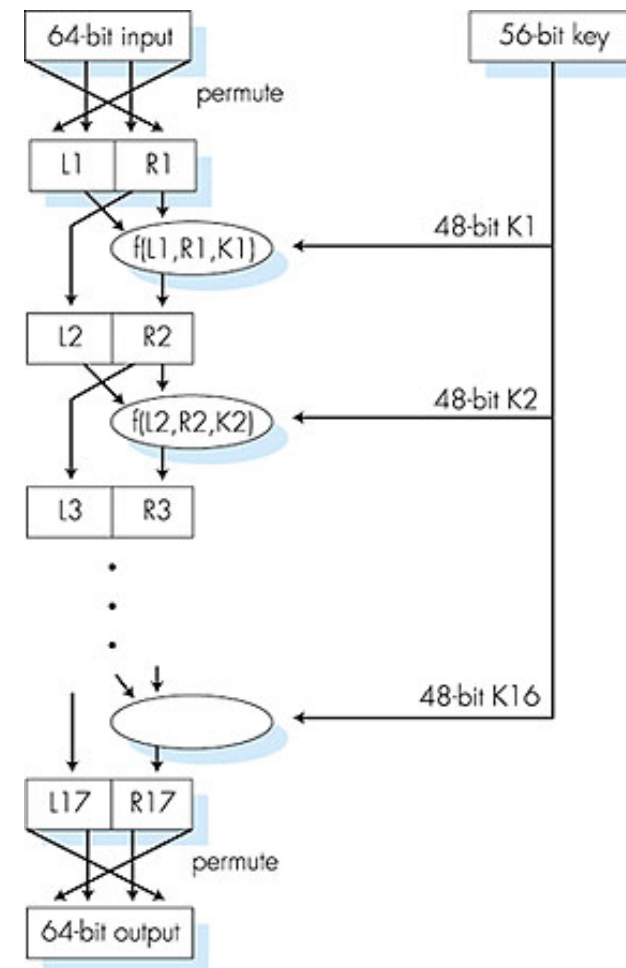 64-bit input
56-bit key
permute
L1 R1
48-bit K1
f(L1,R1,K1)
L2 R2
48-bit K2
f(L2,R2,K2)
L3 R3
48-bit K16
L17 R17
permute
64-bit output